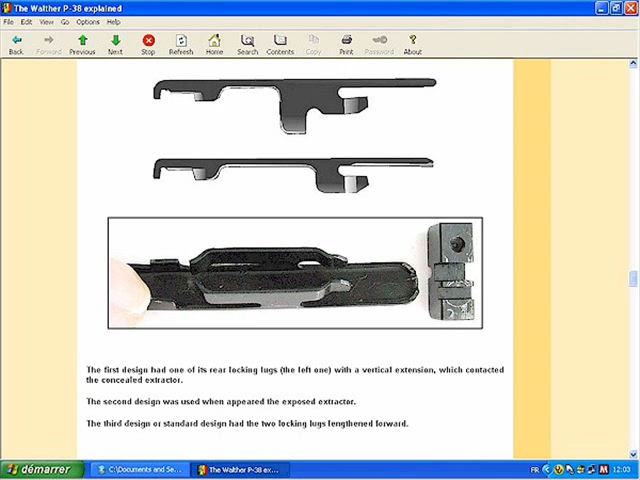 The Walther P-38 explained
File Edit View Go Options Help
Back Forward Previous Next Stop Refresh Home Search Contents Copy Print Password About
The first design had one of its rear locking lugs (the left one) with a vertical extension, which contacted
the concealed extractor.
The second design was used when appeared the exposed extractor.
The third design or standard design had the two locking lugs lengthened forward.
démarrer C:\Documents and Se... The Walther P-38 ex... FR M 12:03